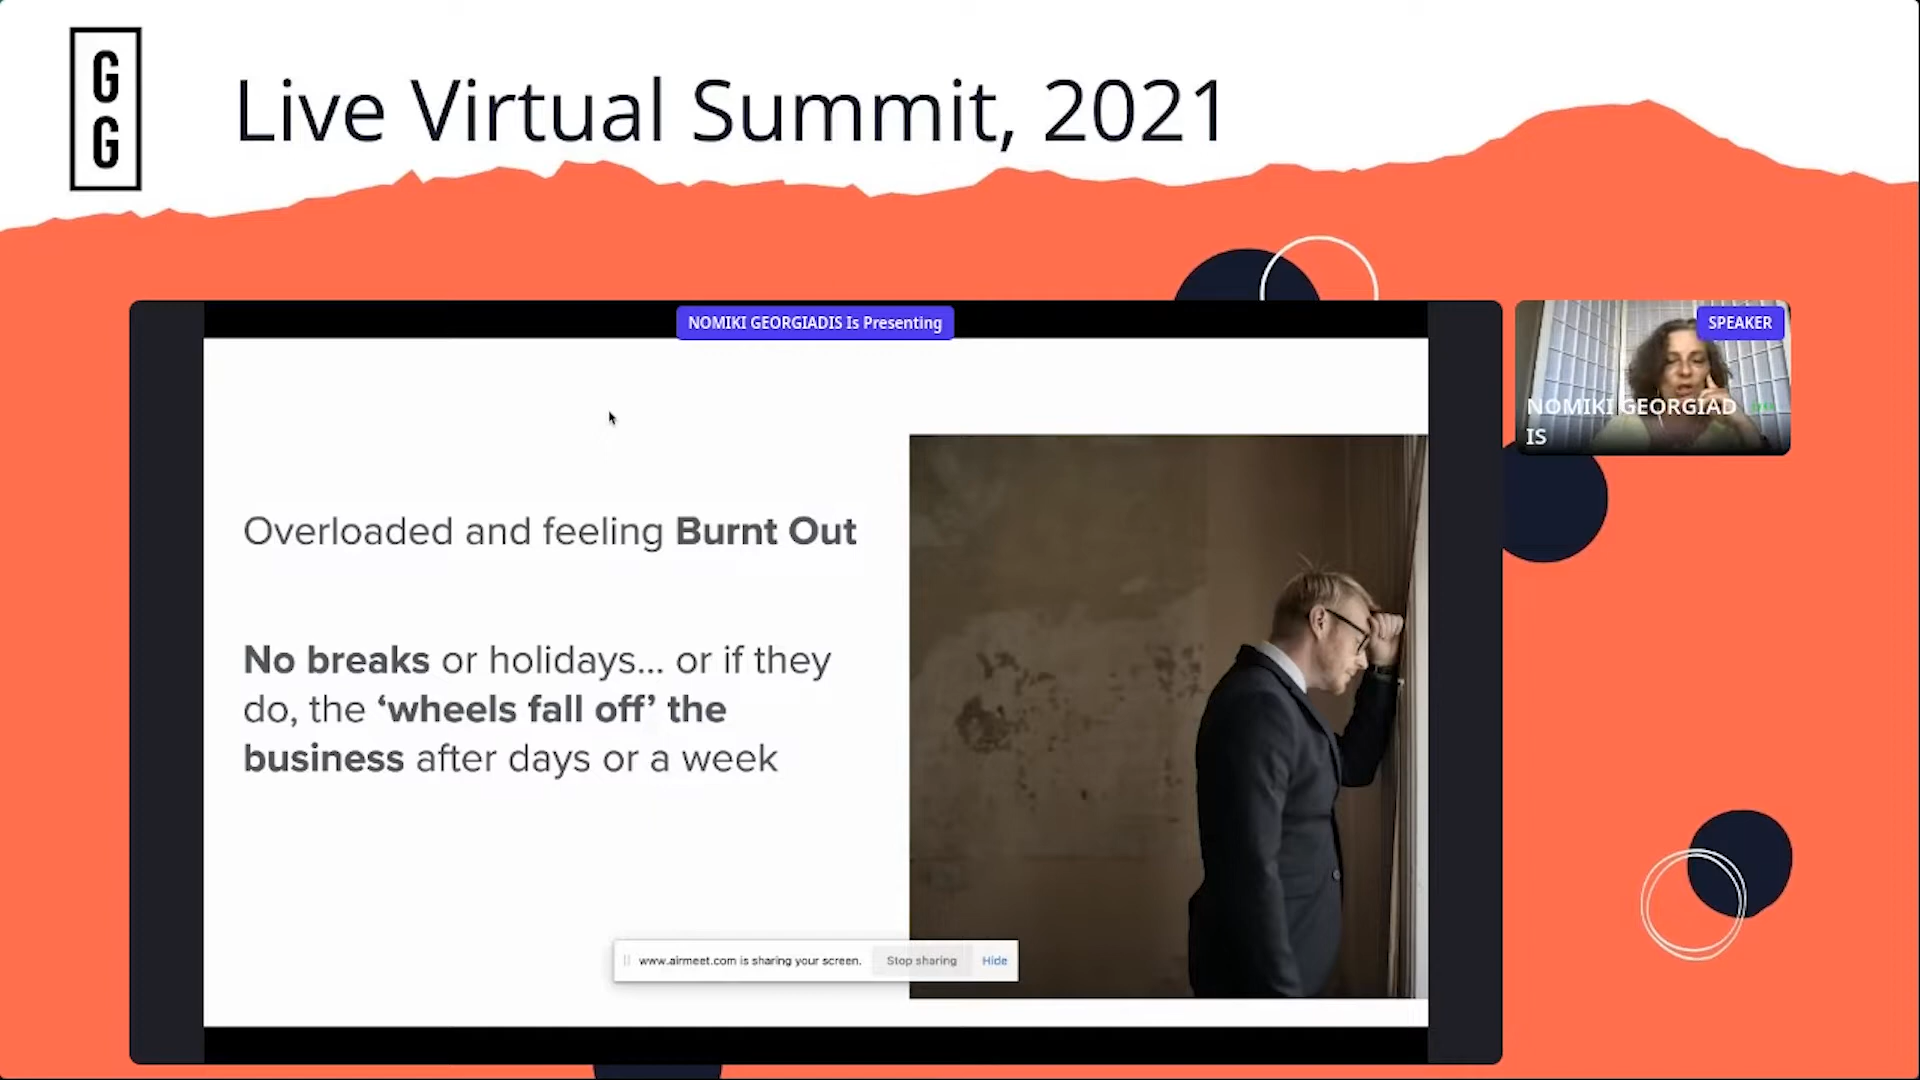 G
G
Live Virtual Summit, 2021
NOMIKI GEORGIADIS Is Presenting
SPEAKER
NOMIKI GEORGIAD
IS
Overloaded and feeling Burnt Out
No breaks or holidays... or if they
do, the ‘wheels fall off’ the
business after days or a week
www.airmeet.com is sharing your screen.
Stop sharing
Hide